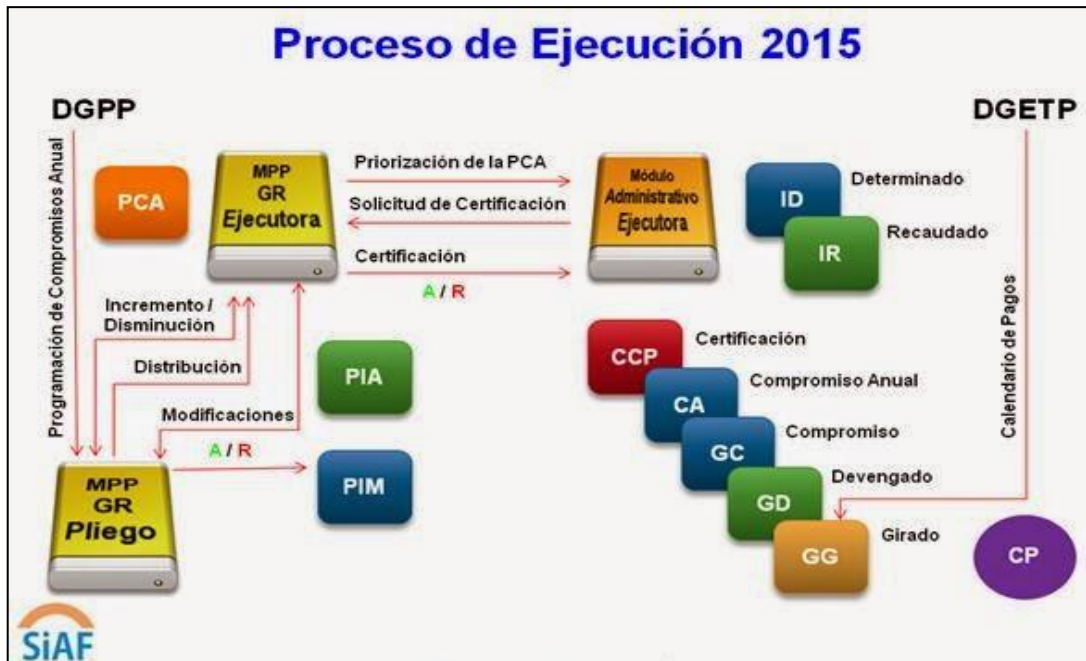 Proceso de Ejecución 2015
DGPP
DGETP
Programación de Compromisos Anual
PCA
MPP
GR
Ejecutora
Priorización de la PCA
Solicitud de Certificación
Certificación
A / R
Módulo
Administrativo
Ejecutora
ID
Determinado
IR
Recaudado
Incremento /
Disminución
Distribución
Modificaciones
A / R
PIA
PIM
MPP
GR
Pliego
CCP
Certificación
CA
Compromiso Anual
GC
Compromiso
GD
Devengado
GG
Girado
Calendario de Pagos
CP
SiAF